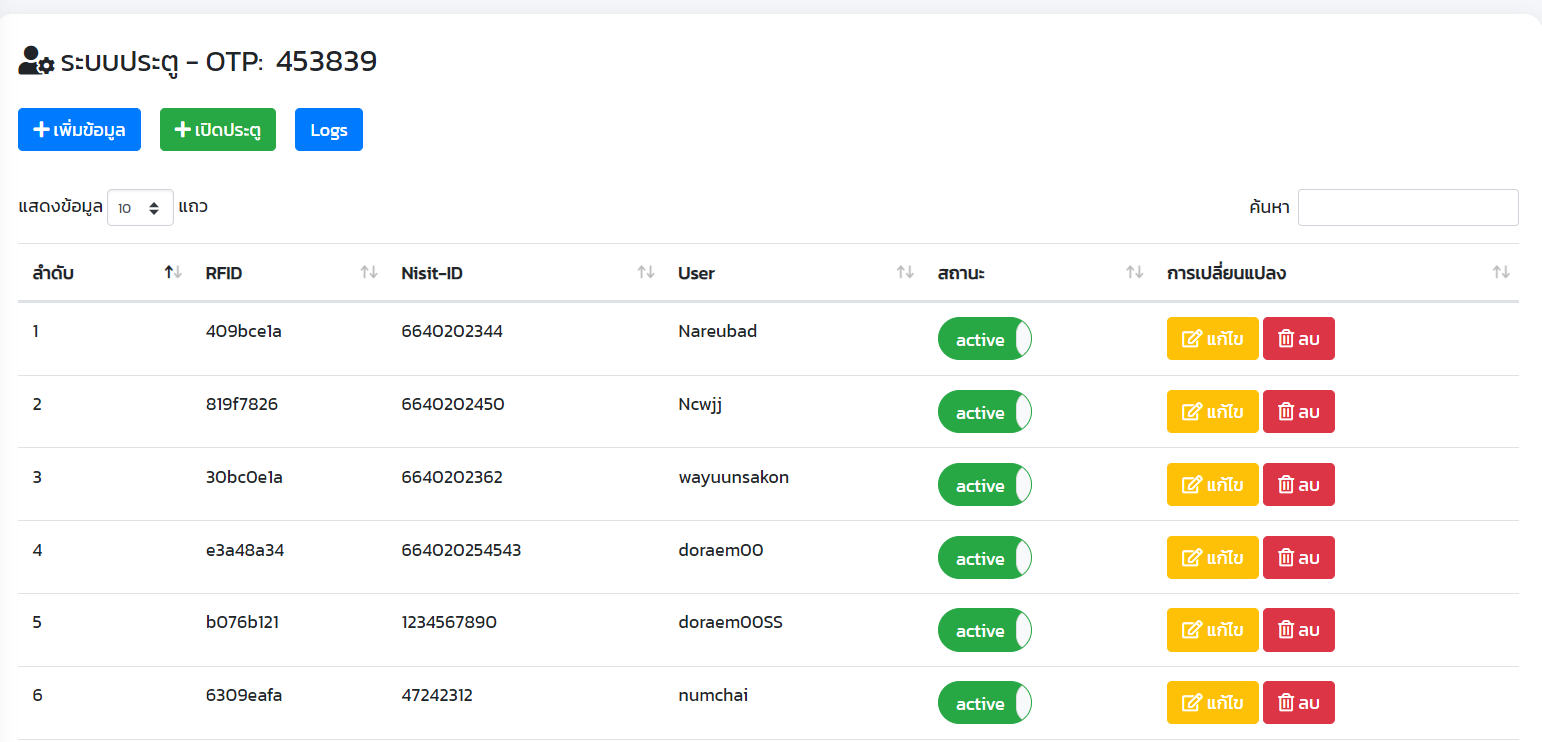 ระบบประตู - OTP: 453839
เพิ่มข้อมูล เปิดประตู Logs
แสดงข้อมูล 10 แถว ค้นหา
ลำดับ RFID Nisit-ID User สถานะ การเปลี่ยนแปลง
1 409bce1a 6640202344 Nareubad active แก้ไข ลบ
2 819f7826 6640202450 Ncwjj active แก้ไข ลบ
3 30bc0e1a 6640202362 wayuunsakon active แก้ไข ลบ
4 e3a48a34 664020254543 doraem00 active แก้ไข ลบ
5 b076b121 1234567890 doraem00SS active แก้ไข ลบ
6 6309eafa 47242312 numchai active แก้ไข ลบ